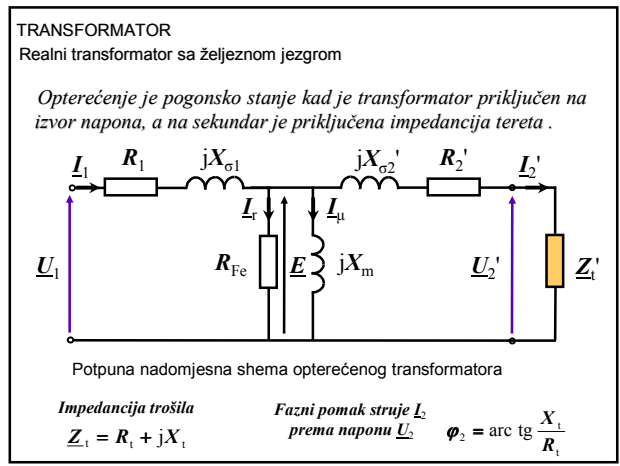 TRANSFORMATOR
Realni transformator sa željeznom jezgrom
Opterećenje je pogonsko stanje kad je transformator priključen na
izvor napona, a na sekundar je priključena impedancija tereta .
I₁ R₁ jXσ1 jXσ2' R₂' I₂'
Iᵣ Iμ
U₁ R_Fe E jXₘ U₂' Zₜ'
Potpuna nadomjesna shema opterećenog transformatora
Impedancija trošila
Zₜ = Rₜ + jXₜ
Fazni pomak struje I₂
prema naponu U₂
φ₂ = arc tg Xₜ / Rₜ